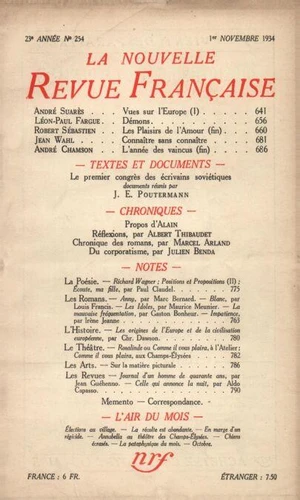 23e ANNÉE No 254 1er NOVEMBRE 1934
LA NOUVELLE
REVUE FRANÇAISE
ANDRÉ SUARÈS . . . Vues sur l'Europe (I) . . . . 641
LÉON-PAUL FARGUE . . Démons . . . . . . . 656
ROBERT SÉBASTIEN . . Les Plaisirs de l'Amour (fin) . . 660
JEAN WAHL . . . . Connaître sans connaître . . . 681
ANDRÉ CHAMSON . . . L'année des vaincus (fin) . . . 686
— TEXTES ET DOCUMENTS —
Le premier congrès des écrivains soviétiques
documents réunis par
J. E. POUTERMANN
— CHRONIQUES —
Propos d'ALAIN
Réflexions, par ALBERT THIBAUDET
Chronique des romans, par MARCEL ARLAND
Du corporatisme, par JULIEN BENDA
— NOTES —
La Poésie. — Richard Wagner ; Positions et Propositions (II) ;
Écoute, ma fille, par Paul Claudel. . . . . 775
Les Romans. — Anny, par Marc Bernard. — Blanc, par
Louis Francis. — Les Idées, par Maurice Meunier. — La
mauvaise fréquentation, par Gaston Bonheur. — Impatience,
par Irène Jeanne. . . . . 765
L'Histoire. — Les origines de l'Europe et de la civilisation
européenne, par Chr. Dawson. . . . . 780
Le Théâtre. — Rosalinde ou Comme il vous plaira, à l'Atelier ;
Comme il vous plaira, aux Champs-Élysées . . . . 782
Les Arts. — Sur la matière picturale . . . . 786
Les Revues — Journal d'un homme de quarante ans, par
Jean Guéhenno. — Celle qui annonce la nuit, par Aldo
Capasso. . . . . 790
Memento — Correspondance.
— L'AIR DU MOIS —
Élections au village. — La récolte est abondante. — En marge d'un
régicide. — Annabella au théâtre des Champs-Élysées. — Chiens
écrasés. — La pataphysique du mois. — Octobre.
nrf
FRANCE : 6 FR. ÉTRANGER : 7.50